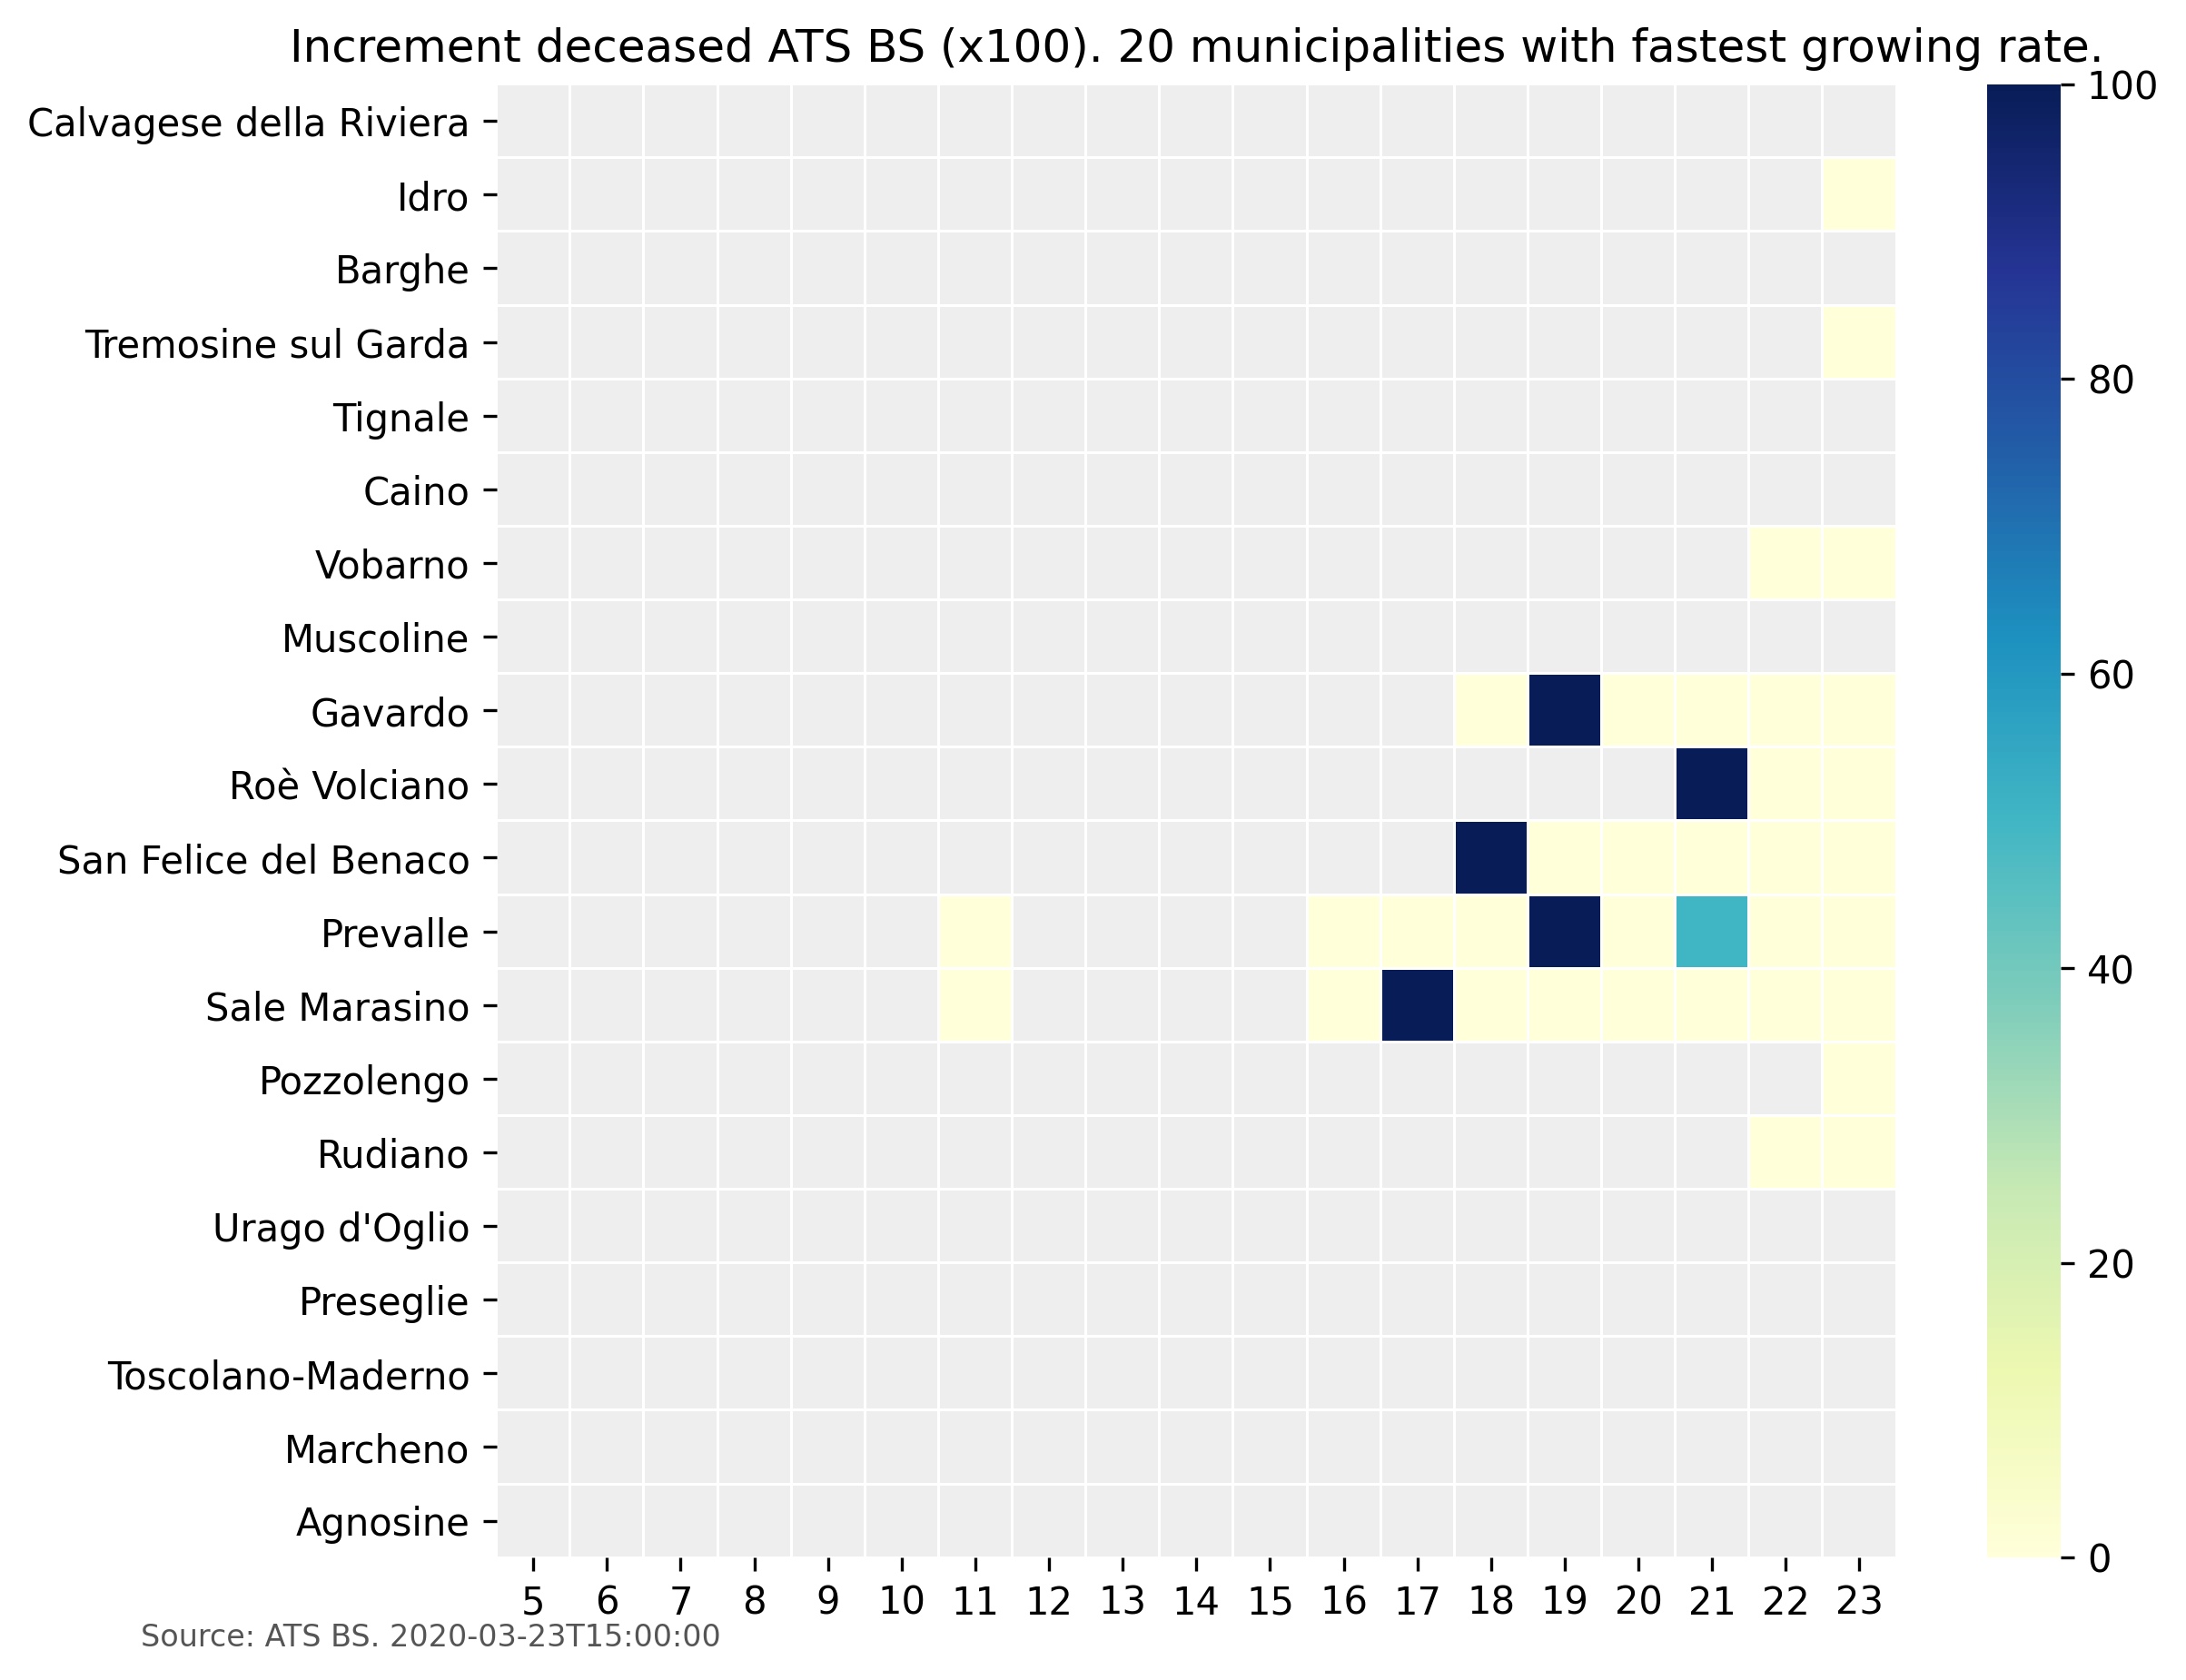 Increment deceased ATS BS (x100). 20 municipalities with fastest growing rate.
Calvagese della Riviera
Idro
Barghe
Tremosine sul Garda
Tignale
Caino
Vobarno
Muscoline
Gavardo
Roè Volciano
San Felice del Benaco
Prevalle
Sale Marasino
Pozzolengo
Rudiano
Urago d'Oglio
Preseglie
Toscolano-Maderno
Marcheno
Agnosine
5 6 7 8 9 10 11 12 13 14 15 16 17 18 19 20 21 22 23
100
80
60
40
20
0
Source: ATS BS. 2020-03-23T15:00:00